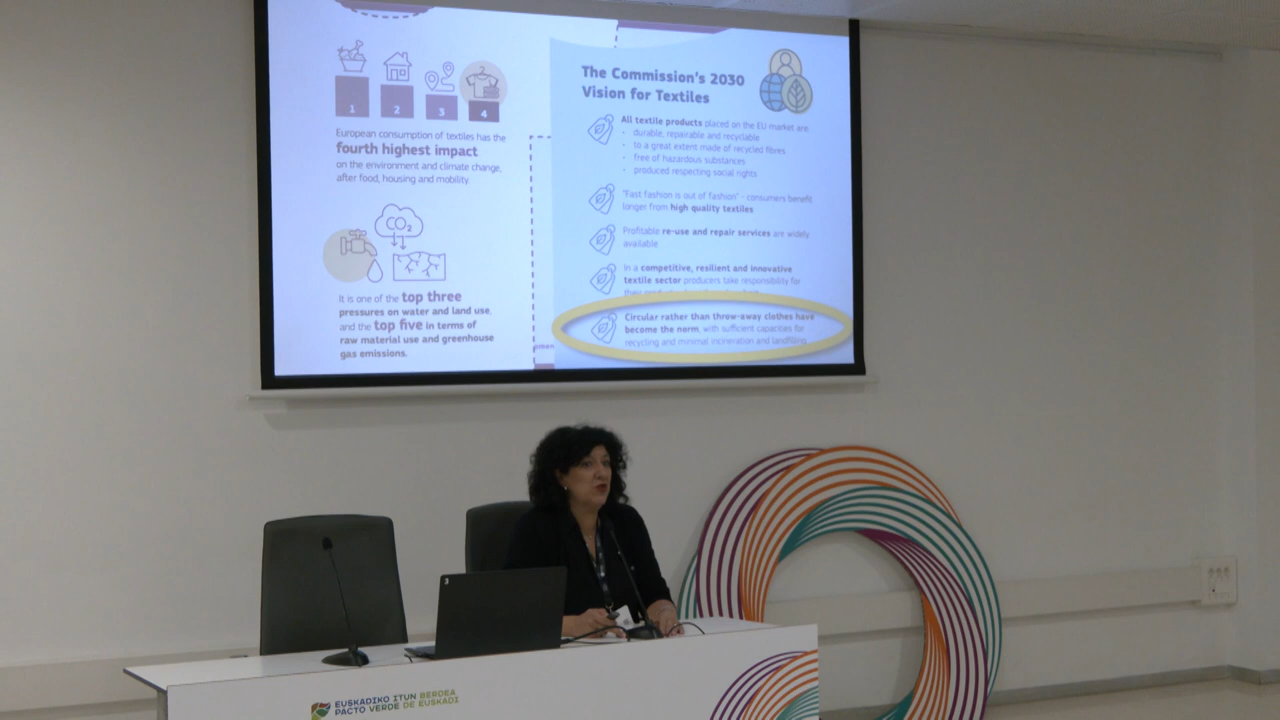 1
2
3
4
European consumption of textiles has the
fourth highest impact
on the environment and climate change,
after food, housing and mobility.
CO2
It is one of the top three
pressures on water and land use,
and the top five in terms of
raw material use and greenhouse
gas emissions.
The Commission's 2030
Vision for Textiles
All textile products placed on the EU market are
- durable, repairable and recyclable
- to a great extent made of recycled fibres
- free of hazardous substances
- produced respecting social rights
"Fast fashion is out of fashion" - consumers benefit
longer from high quality textiles
Profitable re-use and repair services are widely
available
In a competitive, resilient and innovative
textile sector producers take responsibility for
their
Circular rather than throw-away clothes have
become the norm, with sufficient capacities for
recycling and minimal incineration and landfilling
3
EUSKADIKO ITUN BERDEA
PACTO VERDE DE EUSKADI